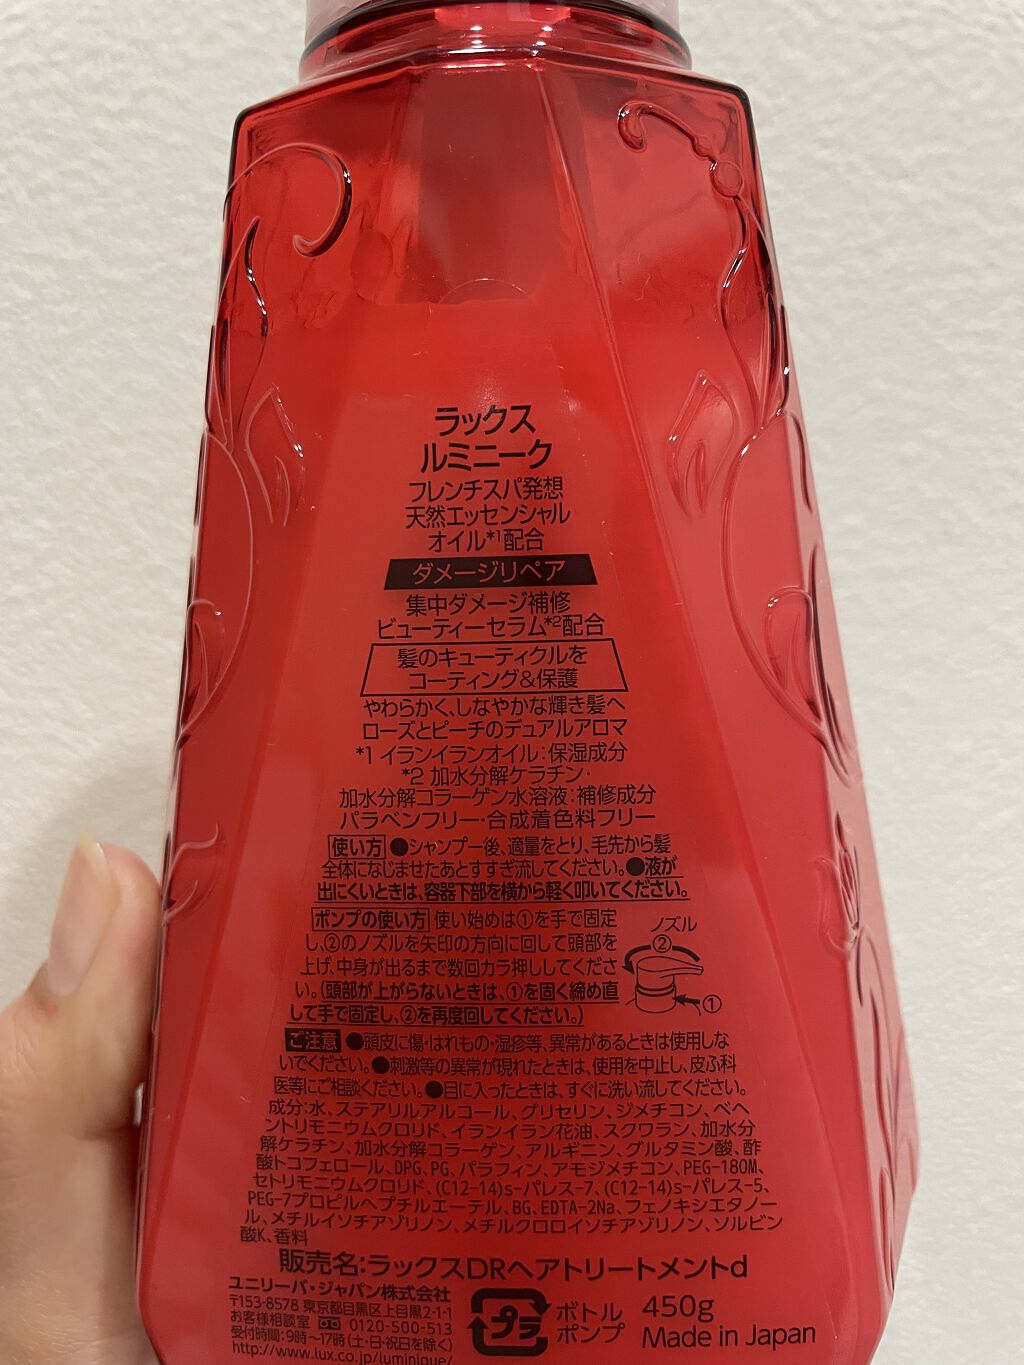 ラックス
ルミニーク
フレンチスパ発想
天然エッセンシャル
オイル*1配合
ダメージリペア
集中ダメージ補修
ビューティーセラム*2配合
髪のキューティクルを
コーティング&保護
やわらかく、しなやかな輝き髪へ
ローズとピーチのデュアルアロマ
*1 イランイランオイル:保湿成分
*2 加水分解ケラチン・
加水分解コラーゲン水溶液:補修成分
パラベンフリー・合成着色料フリー
使い方 ●シャンプー後、適量をとり、毛先から髪
全体になじませたあとすすぎ流してください。●液が
出にくいときは、容器下部を横から軽く叩いてください。
ポンプの使い方 使い始めは①を手で固定
し、②のノズルを矢印の方向に回して頭部を
上げ、中身が出るまで数回カラ押ししてくださ
い。(頭部が上がらないときは、①を固く締め直
して手で固定し、②を再度回してください。)
ノズル
②
①
ご注意 ●頭皮に傷・はれもの・湿疹等、異常があるときは使用しな
いでください。●刺激等の異常が現れたときは、使用を中止し、皮ふ科
医等にご相談ください。●目に入ったときは、すぐに洗い流してください。
成分:水、ステアリルアルコール、グリセリン、ジメチコン、ベヘ
ントリモニウムクロリド、イランイラン花油、スクワラン、加水分
解ケラチン、加水分解コラーゲン、アルギニン、グルタミン酸、酢
酸トコフェロール、DPG、PG、パラフィン、アモジメチコン、PEG-180M、
セトリモニウムクロリド、(C12-14)s-パレス-7、(C12-14)s-パレス-5、
PEG-7プロピルヘプチルエーテル、BG、EDTA-2Na、フェノキシエタノー
ル、メチルイソチアゾリノン、メチルクロロイソチアゾリノン、ソルビン
酸K、香料
販売名:ラックスDRヘアトリートメントd
ユニリーバ・ジャパン株式会社
〒153-8578 東京都目黒区上目黒2-1-1
お客様相談室 0120-500-513
受付時間:9時〜17時(土・日・祝日を除く)
http://www.lux.co.jp/luminique/
プラ
ボトル
ポンプ
450g
Made in Japan